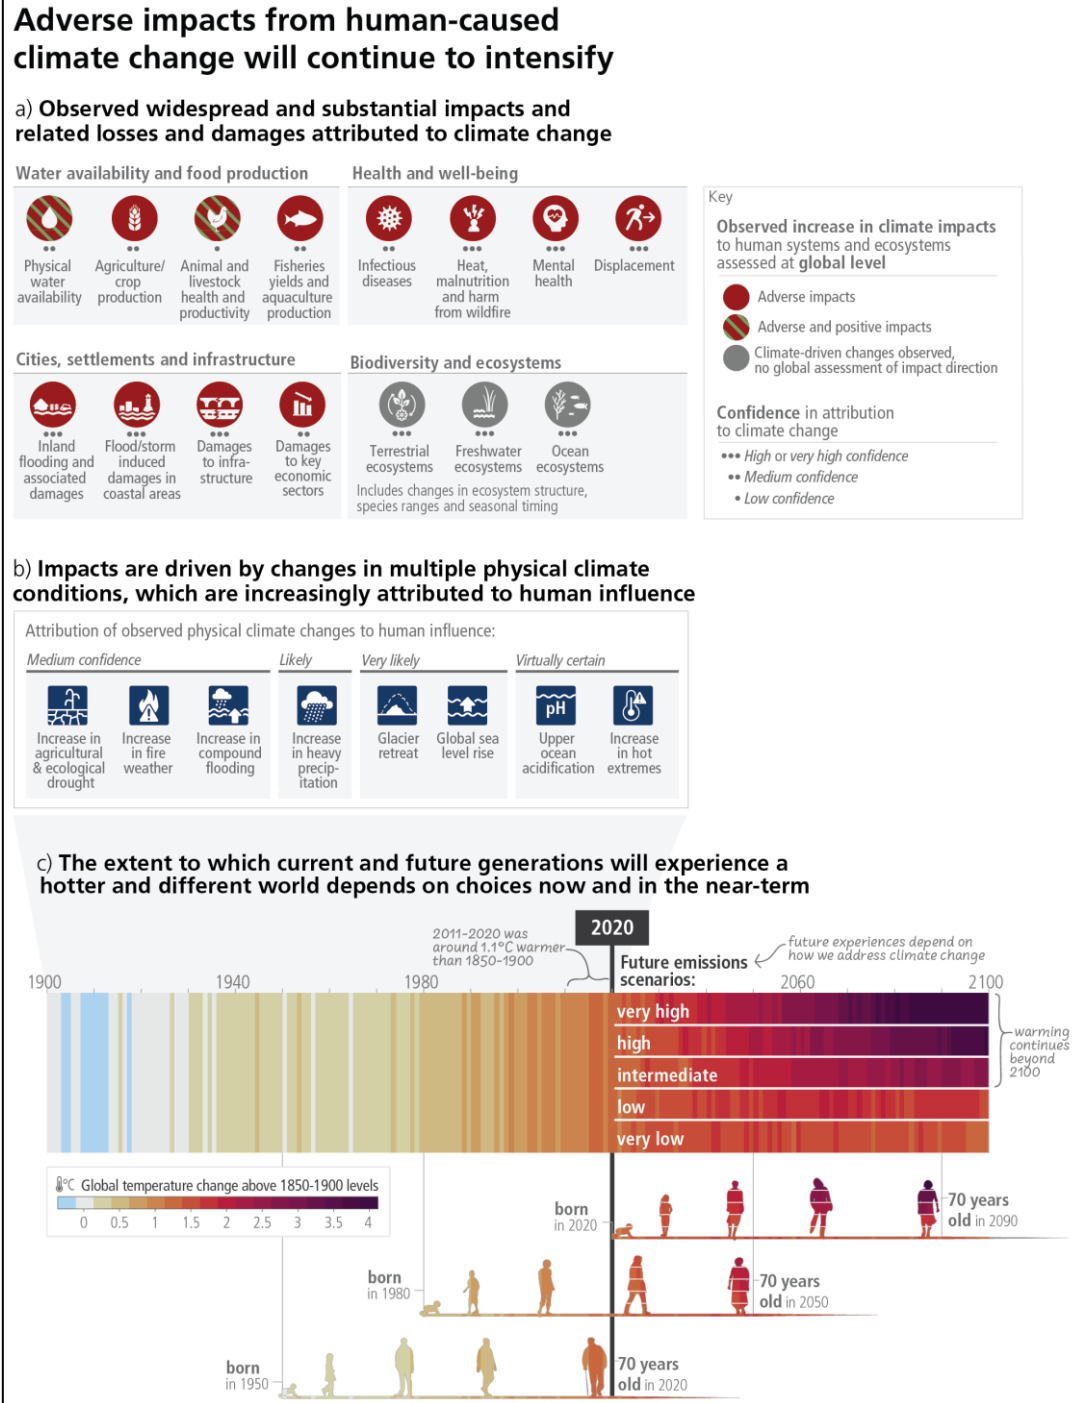 Adverse impacts from human-caused
climate change will continue to intensify
a) Observed widespread and substantial impacts and
related losses and damages attributed to climate change
Water availability and food production
Physical
water
availability
Agriculture/
crop
production
Animal and
livestock
health and
productivity
Fisheries
yields and
aquaculture
production
Health and well-being
Infectious
diseases
Heat,
malnutrition
and harm
from wildfire
Mental
health
Displacement
Cities, settlements and infrastructure
Inland
flooding and
associated
damages
Flood/storm
induced
damages in
coastal areas
Damages
to infra-
structure
Damages
to key
economic
sectors
Biodiversity and ecosystems
Terrestrial
ecosystems
Freshwater
ecosystems
Ocean
ecosystems
Includes changes in ecosystem structure,
species ranges and seasonal timing
Key
Observed increase in climate impacts
to human systems and ecosystems
assessed at global level
Adverse impacts
Adverse and positive impacts
Climate-driven changes observed,
no global assessment of impact direction
Confidence in attribution
to climate change
••• High or very high confidence
•• Medium confidence
• Low confidence
b) Impacts are driven by changes in multiple physical climate
conditions, which are increasingly attributed to human influence
Attribution of observed physical climate changes to human influence:
Medium confidence
Increase in
agricultural
& ecological
drought
Increase
in fire
weather
Increase in
compound
flooding
Likely
Increase
in heavy
precip-
itation
Very likely
Glacier
retreat
Global sea
level rise
Virtually certain
pH
Upper
ocean
acidification
Increase
in hot
extremes
c) The extent to which current and future generations will experience a
hotter and different world depends on choices now and in the near-term
2011-2020 was
around 1.1°C warmer
than 1850-1900
2020
future experiences depend on
how we address climate change
Future emissions
scenarios:
1900 1940 1980 2060 2100
very high
high
intermediate
low
very low
warming
continues
beyond
2100
°C Global temperature change above 1850-1900 levels
0 0.5 1 1.5 2 2.5 3 3.5 4
born
in 2020
70 years
old in 2090
born
in 1980
70 years
old in 2050
born
in 1950
70 years
old in 2020